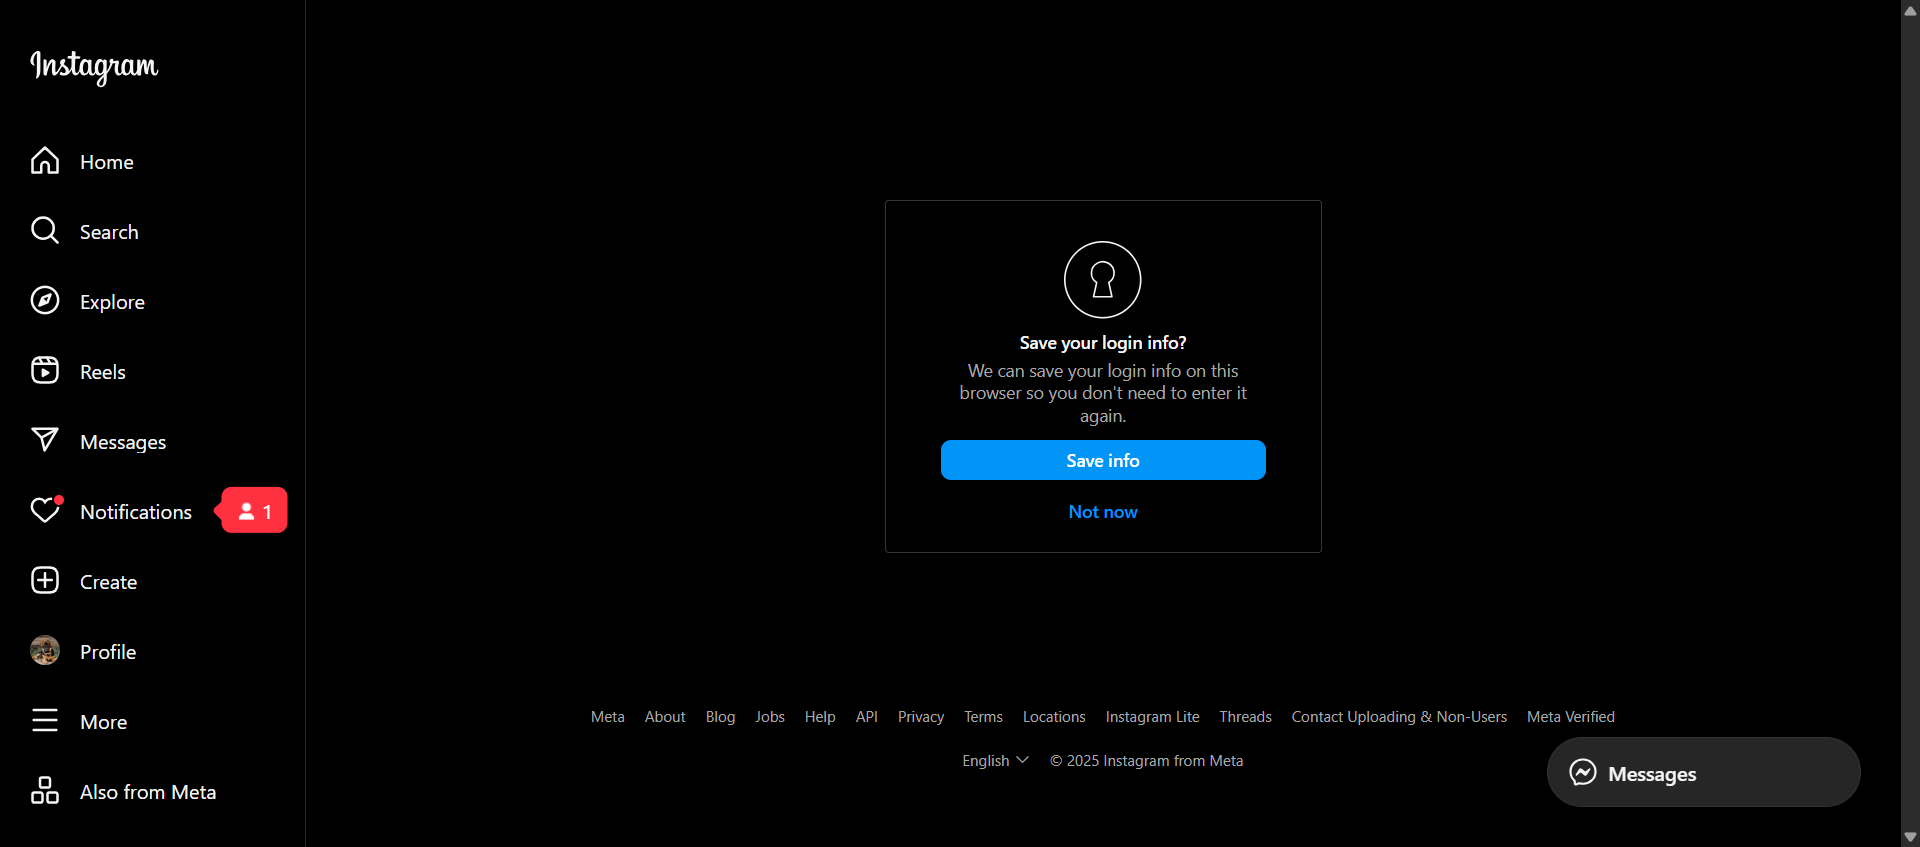 Instagram
Home
Search
Explore
Reels
Messages
Notifications
1
Create
Profile
More
Also from Meta
Save your login info?
We can save your login info on this
browser so you don't need to enter it
again.
Save info
Not now
Meta About Blog Jobs Help API Privacy Terms Locations Instagram Lite Threads Contact Uploading & Non-Users Meta Verified
English © 2025 Instagram from Meta
Messages